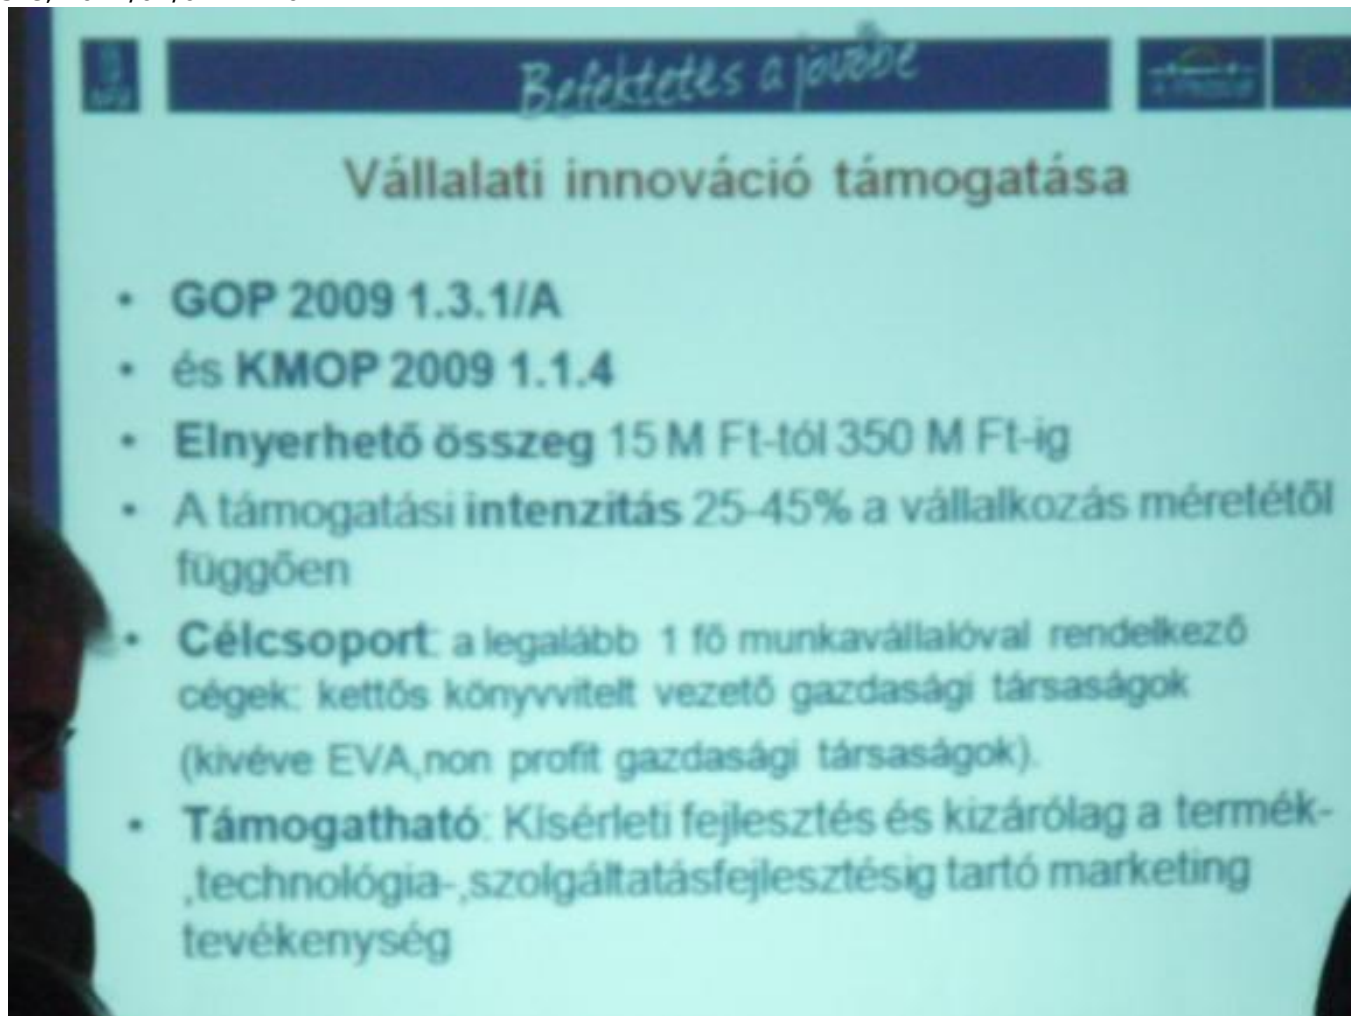 Befektetés a jövőbe
Vállalati innováció támogatása
• GOP 2009 1.3.1/A
• és KMOP 2009 1.1.4
• Elnyerhető összeg 15 M Ft-tól 350 M Ft-ig
• A támogatási intenzitás 25-45% a vállalkozás méretétől
függően
• Célcsoport: a legalább 1 fő munkavállalóval rendelkező
cégek: kettős könyvvitelt vezető gazdasági társaságok
(kivéve EVA,non profit gazdasági társaságok).
• Támogatható: Kísérleti fejlesztés és kizárólag a termék-
,technológia-,szolgáltatásfejlesztésig tartó marketing
tevékenység